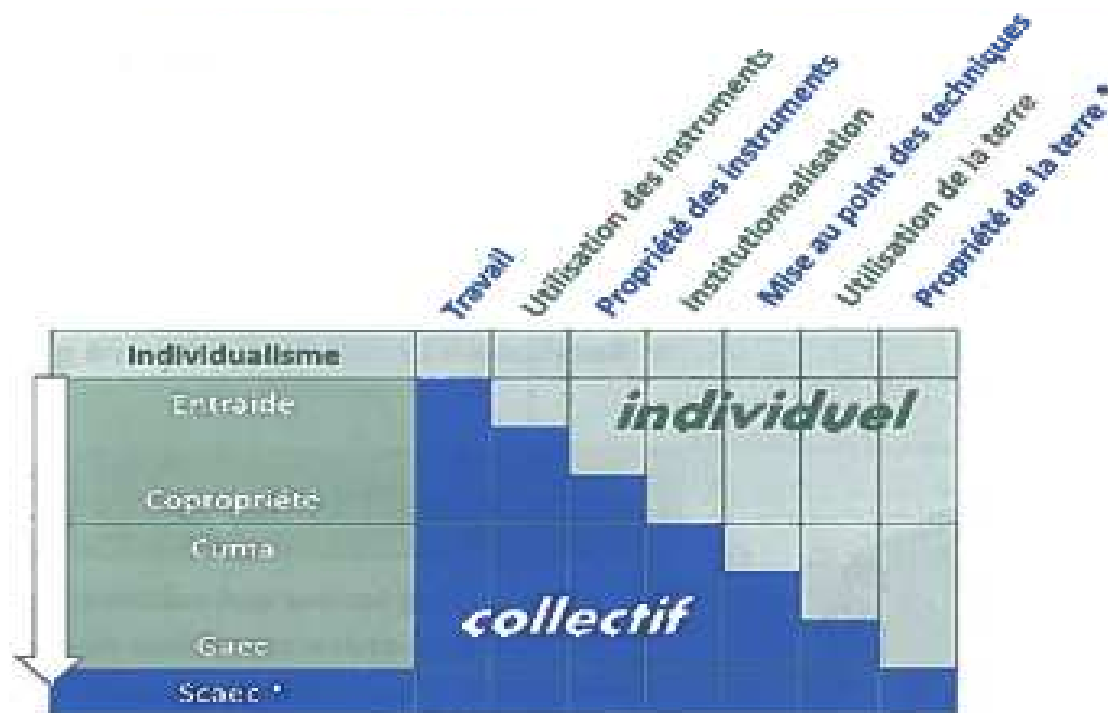 Travail
Utilisation des instruments
Propriété des instruments
Institutionnalisation
Mise au point des techniques
Utilisation de la terre
Propriété de la terre *
Individualisme
Entraide
individuel
Copropriété
Cuma
collectif
Gaec
Scaec *